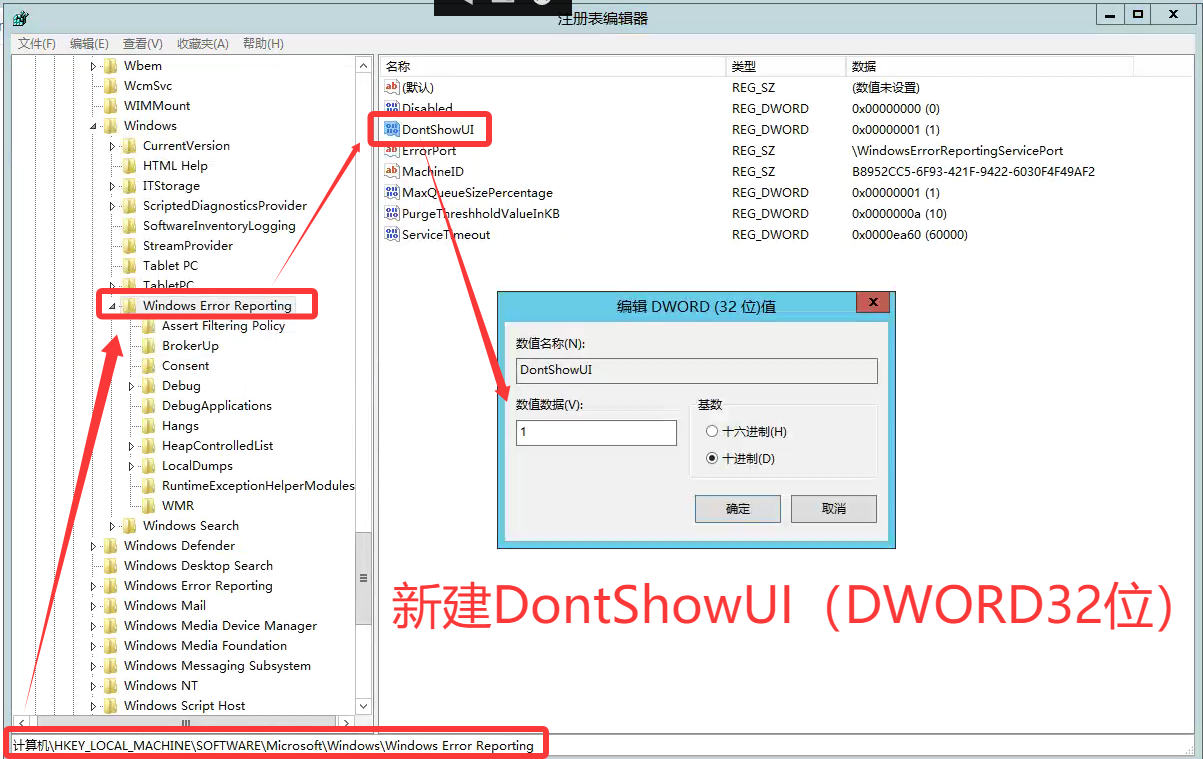 注册表编辑器
文件(F) 编辑(E) 查看(V) 收藏夹(A) 帮助(H)
Wbem
WcmSvc
WIMMount
Windows
CurrentVersion
HTML Help
ITStorage
ScriptedDiagnosticsProvider
SoftwareInventoryLogging
StreamProvider
Tablet PC
TabletPC
Windows Error Reporting
Assert Filtering Policy
BrokerUp
Consent
Debug
DebugApplications
Hangs
HeapControlledList
LocalDumps
RuntimeExceptionHelperModules
WMR
Windows Search
Windows Defender
Windows Desktop Search
Windows Error Reporting
Windows Mail
Windows Media Device Manager
Windows Media Foundation
Windows Messaging Subsystem
Windows NT
Windows Script Host
名称 类型 数据
(默认) REG_SZ (数值未设置)
Disabled REG_DWORD 0x00000000 (0)
DontShowUI REG_DWORD 0x00000001 (1)
ErrorPort REG_SZ \WindowsErrorReportingServicePort
MachineID REG_SZ B8952CC5-6F93-421F-9422-6030F4F49AF2
MaxQueueSizePercentage REG_DWORD 0x00000001 (1)
PurgeThreshholdValueInKB REG_DWORD 0x0000000a (10)
ServiceTimeout REG_DWORD 0x0000ea60 (60000)
编辑 DWORD (32 位)值
数值名称(N):
DontShowUI
数值数据(V):
1
基数
十六进制(H)
十进制(D)
确定 取消
新建DontShowUI（DWORD32位）
计算机\HKEY_LOCAL_MACHINE\SOFTWARE\Microsoft\Windows\Windows Error Reporting